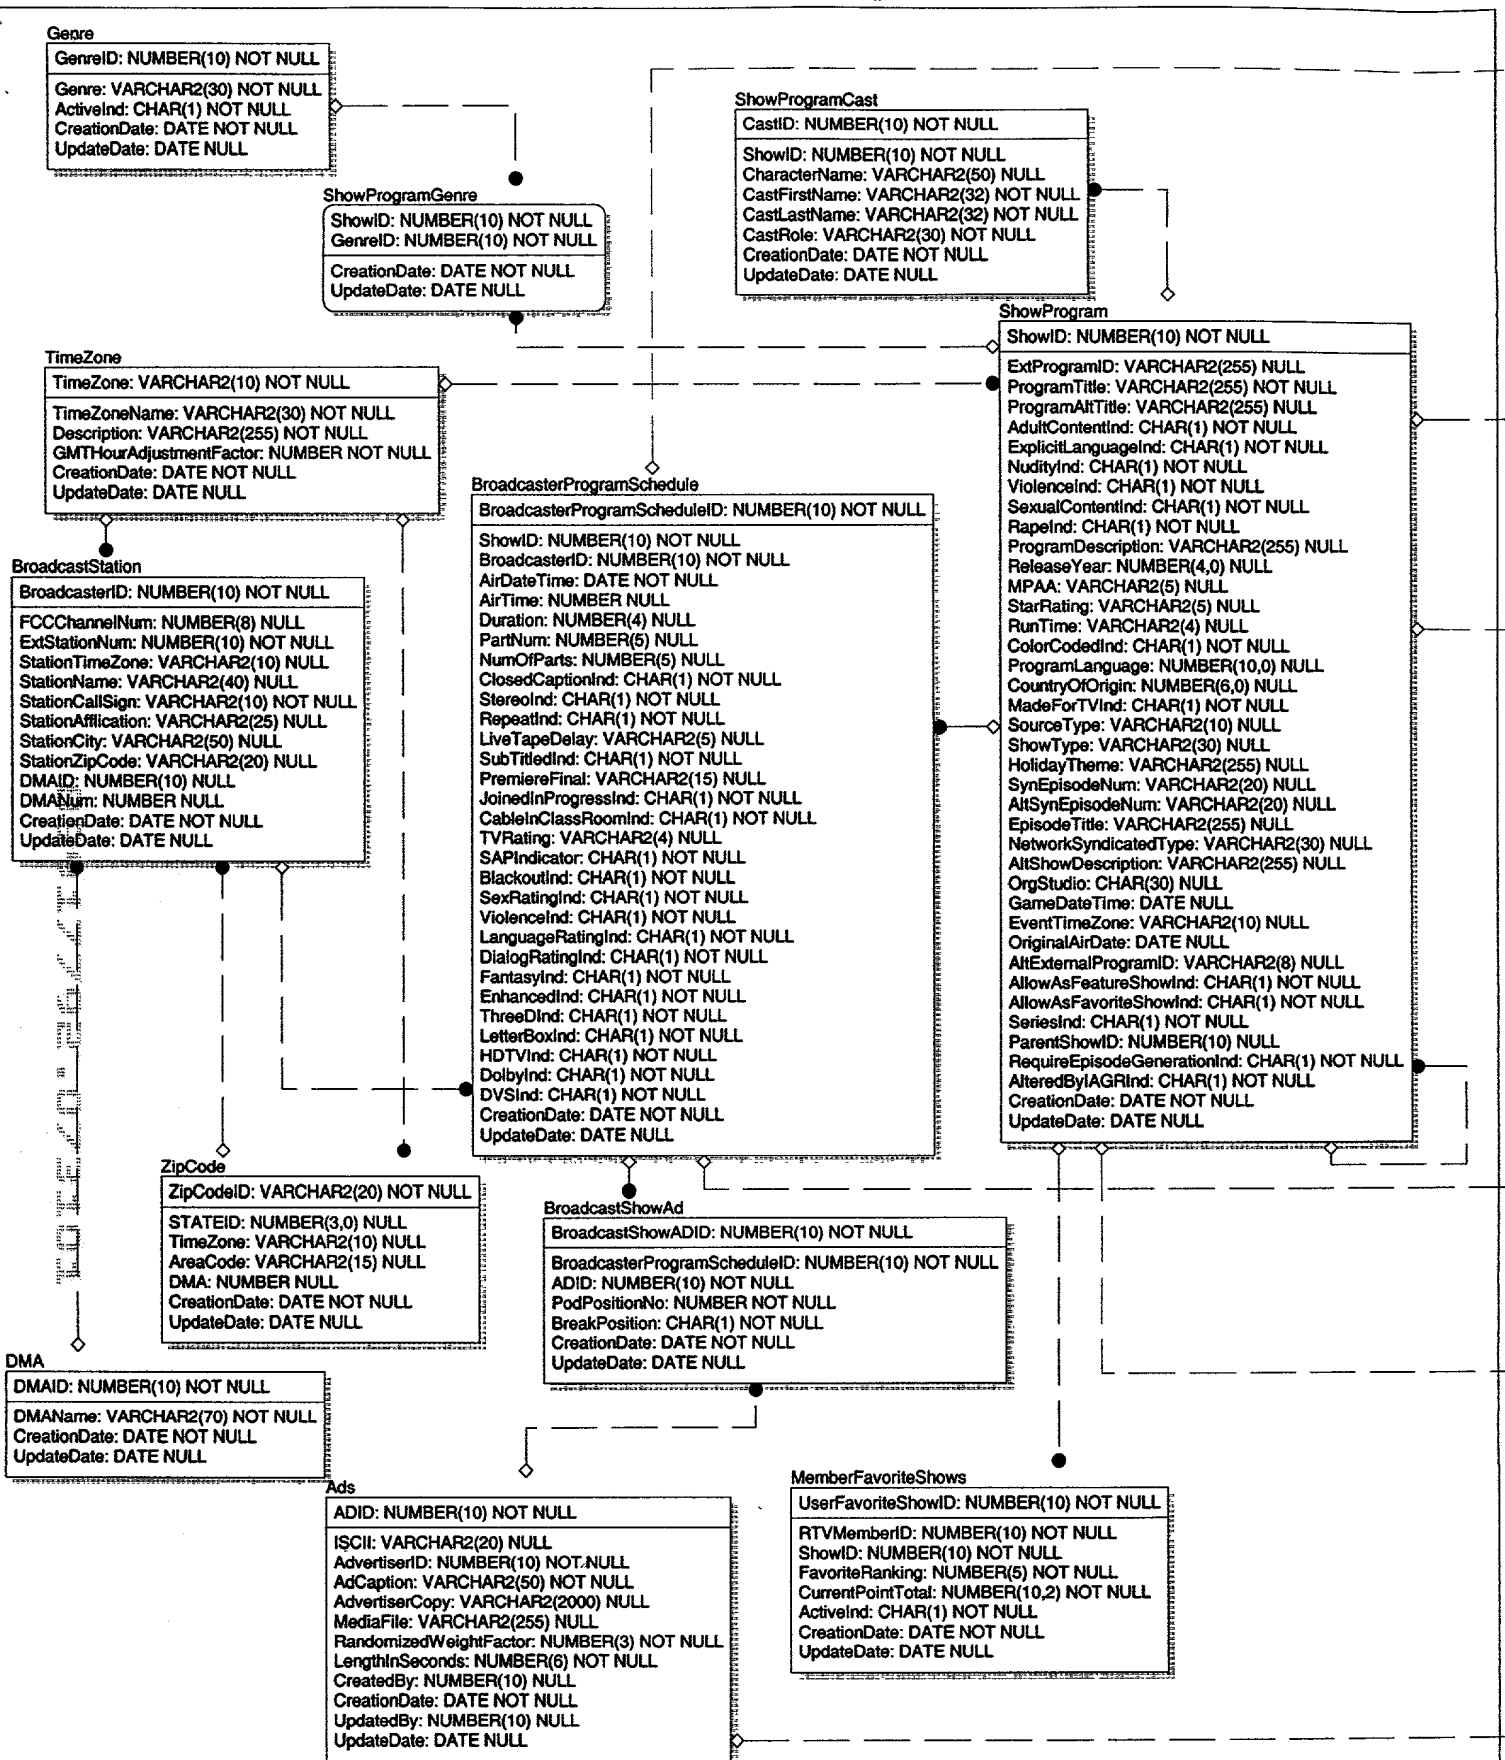 Genre
GenreID: NUMBER(10) NOT NULL
Genre: VARCHAR2(30) NOT NULL
ActiveInd: CHAR(1) NOT NULL
CreationDate: DATE NOT NULL
UpdateDate: DATE NULL
ShowProgramCast
CastID: NUMBER(10) NOT NULL
ShowID: NUMBER(10) NOT NULL
CharacterName: VARCHAR2(50) NULL
CastFirstName: VARCHAR2(32) NOT NULL
CastLastName: VARCHAR2(32) NOT NULL
CastRole: VARCHAR2(30) NOT NULL
CreationDate: DATE NOT NULL
UpdateDate: DATE NULL
ShowProgramGenre
ShowID: NUMBER(10) NOT NULL
GenreID: NUMBER(10) NOT NULL
CreationDate: DATE NOT NULL
UpdateDate: DATE NULL
TimeZone
TimeZone: VARCHAR2(10) NOT NULL
TimeZoneName: VARCHAR2(30) NOT NULL
Description: VARCHAR2(255) NOT NULL
GMTHourAdjustmentFactor: NUMBER NOT NULL
CreationDate: DATE NOT NULL
UpdateDate: DATE NULL
ShowProgram
ShowID: NUMBER(10) NOT NULL
ExtProgramID: VARCHAR2(255) NULL
ProgramTitle: VARCHAR2(255) NOT NULL
ProgramAltTitle: VARCHAR2(255) NULL
AdultContentInd: CHAR(1) NOT NULL
ExplicitLanguageInd: CHAR(1) NOT NULL
NudityInd: CHAR(1) NOT NULL
ViolenceInd: CHAR(1) NOT NULL
SexualContentInd: CHAR(1) NOT NULL
RapeInd: CHAR(1) NOT NULL
ProgramDescription: VARCHAR2(255) NULL
ReleaseYear: NUMBER(4,0) NULL
MPAA: VARCHAR2(5) NULL
StarRating: VARCHAR2(5) NULL
RunTime: VARCHAR2(4) NULL
ColorCodedInd: CHAR(1) NOT NULL
ProgramLanguage: NUMBER(10,0) NULL
CountryOfOrigin: NUMBER(6,0) NULL
MadeForTVInd: CHAR(1) NOT NULL
SourceType: VARCHAR2(10) NULL
ShowType: VARCHAR2(30) NULL
HolidayTheme: VARCHAR2(255) NULL
SynEpisodeNum: VARCHAR2(20) NULL
AltSynEpisodeNum: VARCHAR2(20) NULL
EpisodeTitle: VARCHAR2(255) NULL
NetworkSyndicatedType: VARCHAR2(30) NULL
AltShowDescription: VARCHAR2(255) NULL
OrgStudio: CHAR(30) NULL
GameDateTime: DATE NULL
EventTimeZone: VARCHAR2(10) NULL
OriginalAirDate: DATE NULL
AltExternalProgramID: VARCHAR2(8) NULL
AllowAsFeatureShowInd: CHAR(1) NOT NULL
AllowAsFavoriteShowInd: CHAR(1) NOT NULL
SeriesInd: CHAR(1) NOT NULL
ParentShowID: NUMBER(10) NULL
RequireEpisodeGenerationInd: CHAR(1) NOT NULL
AlteredByIAGRInd: CHAR(1) NOT NULL
CreationDate: DATE NOT NULL
UpdateDate: DATE NULL
BroadcasterProgramSchedule
BroadcasterProgramScheduleID: NUMBER(10) NOT NULL
ShowID: NUMBER(10) NOT NULL
BroadcasterID: NUMBER(10) NOT NULL
AirDateTime: DATE NOT NULL
AirTime: NUMBER NULL
Duration: NUMBER(4) NULL
PartNum: NUMBER(5) NULL
NumOfParts: NUMBER(5) NULL
ClosedCaptionInd: CHAR(1) NOT NULL
StereoInd: CHAR(1) NOT NULL
RepeatInd: CHAR(1) NOT NULL
LiveTapeDelay: VARCHAR2(5) NULL
SubTitledInd: CHAR(1) NOT NULL
PremiereFinal: VARCHAR2(15) NULL
JoinedInProgressInd: CHAR(1) NOT NULL
CableInClassRoomInd: CHAR(1) NOT NULL
TVRating: VARCHAR2(4) NULL
SAPIndicator: CHAR(1) NOT NULL
BlackoutInd: CHAR(1) NOT NULL
SexRatingInd: CHAR(1) NOT NULL
ViolenceInd: CHAR(1) NOT NULL
LanguageRatingInd: CHAR(1) NOT NULL
DialogRatingInd: CHAR(1) NOT NULL
FantasyInd: CHAR(1) NOT NULL
EnhancedInd: CHAR(1) NOT NULL
ThreeDInd: CHAR(1) NOT NULL
LetterBoxInd: CHAR(1) NOT NULL
HDTVInd: CHAR(1) NOT NULL
DolbyInd: CHAR(1) NOT NULL
DVSInd: CHAR(1) NOT NULL
CreationDate: DATE NOT NULL
UpdateDate: DATE NULL
BroadcastStation
BroadcasterID: NUMBER(10) NOT NULL
FCCChannelNum: NUMBER(8) NULL
ExtStationNum: NUMBER(10) NOT NULL
StationTimeZone: VARCHAR2(10) NULL
StationName: VARCHAR2(40) NULL
StationCallSign: VARCHAR2(10) NOT NULL
StationAfflication: VARCHAR2(25) NULL
StationCity: VARCHAR2(50) NULL
StationZipCode: VARCHAR2(20) NULL
DMAID: NUMBER(10) NULL
DMANum: NUMBER NULL
CreationDate: DATE NOT NULL
UpdateDate: DATE NULL
ZipCode
ZipCodeID: VARCHAR2(20) NOT NULL
STATEID: NUMBER(3,0) NULL
TimeZone: VARCHAR2(10) NULL
AreaCode: VARCHAR2(15) NULL
DMA: NUMBER NULL
CreationDate: DATE NOT NULL
UpdateDate: DATE NULL
BroadcastShowAd
BroadcastShowADID: NUMBER(10) NOT NULL
BroadcasterProgramScheduleID: NUMBER(10) NOT NULL
ADID: NUMBER(10) NOT NULL
PodPositionNo: NUMBER NOT NULL
BreakPosition: CHAR(1) NOT NULL
CreationDate: DATE NOT NULL
UpdateDate: DATE NULL
DMA
DMAID: NUMBER(10) NOT NULL
DMAName: VARCHAR2(70) NOT NULL
CreationDate: DATE NOT NULL
UpdateDate: DATE NULL
Ads
ADID: NUMBER(10) NOT NULL
ISCII: VARCHAR2(20) NULL
AdvertiserID: NUMBER(10) NOT NULL
AdCaption: VARCHAR2(50) NOT NULL
AdvertiserCopy: VARCHAR2(2000) NULL
MediaFile: VARCHAR2(255) NULL
RandomizedWeightFactor: NUMBER(3) NOT NULL
LengthInSeconds: NUMBER(6) NOT NULL
CreatedBy: NUMBER(10) NULL
CreationDate: DATE NOT NULL
UpdatedBy: NUMBER(10) NULL
UpdateDate: DATE NULL
MemberFavoriteShows
UserFavoriteShowID: NUMBER(10) NOT NULL
RTVMemberID: NUMBER(10) NOT NULL
ShowID: NUMBER(10) NOT NULL
FavoriteRanking: NUMBER(5) NOT NULL
CurrentPointTotal: NUMBER(10,2) NOT NULL
ActiveInd: CHAR(1) NOT NULL
CreationDate: DATE NOT NULL
UpdateDate: DATE NULL